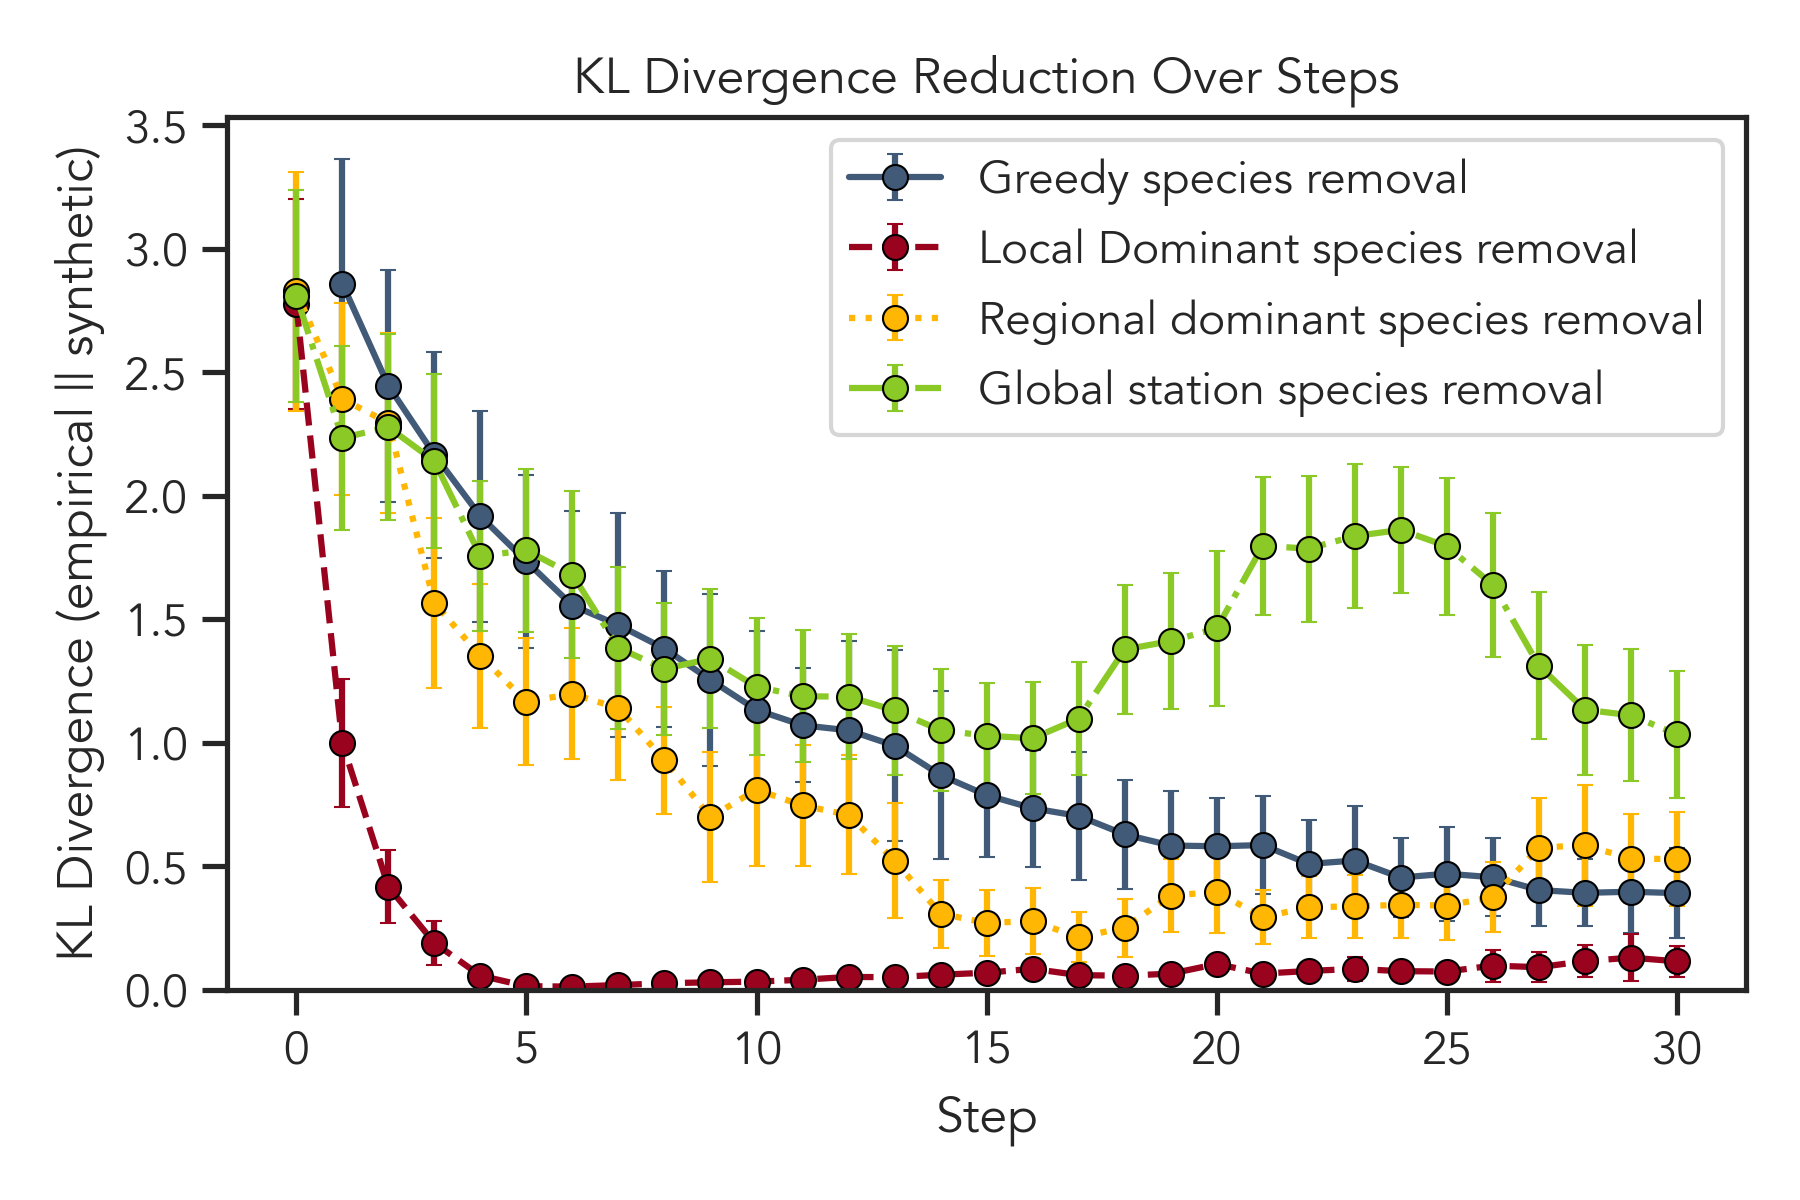 KL Divergence Reduction Over Steps
KL Divergence (empirical || synthetic)
3.5
3.0
2.5
2.0
1.5
1.0
0.5
0.0
Greedy species removal
Local Dominant species removal
Regional dominant species removal
Global station species removal
0 5 10 15 20 25 30
Step